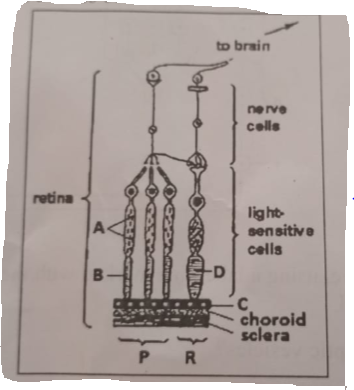 to brain
nerve
cells
retina
light-
sensitive
cells
A
B
D
C
choroid
sclera
P R